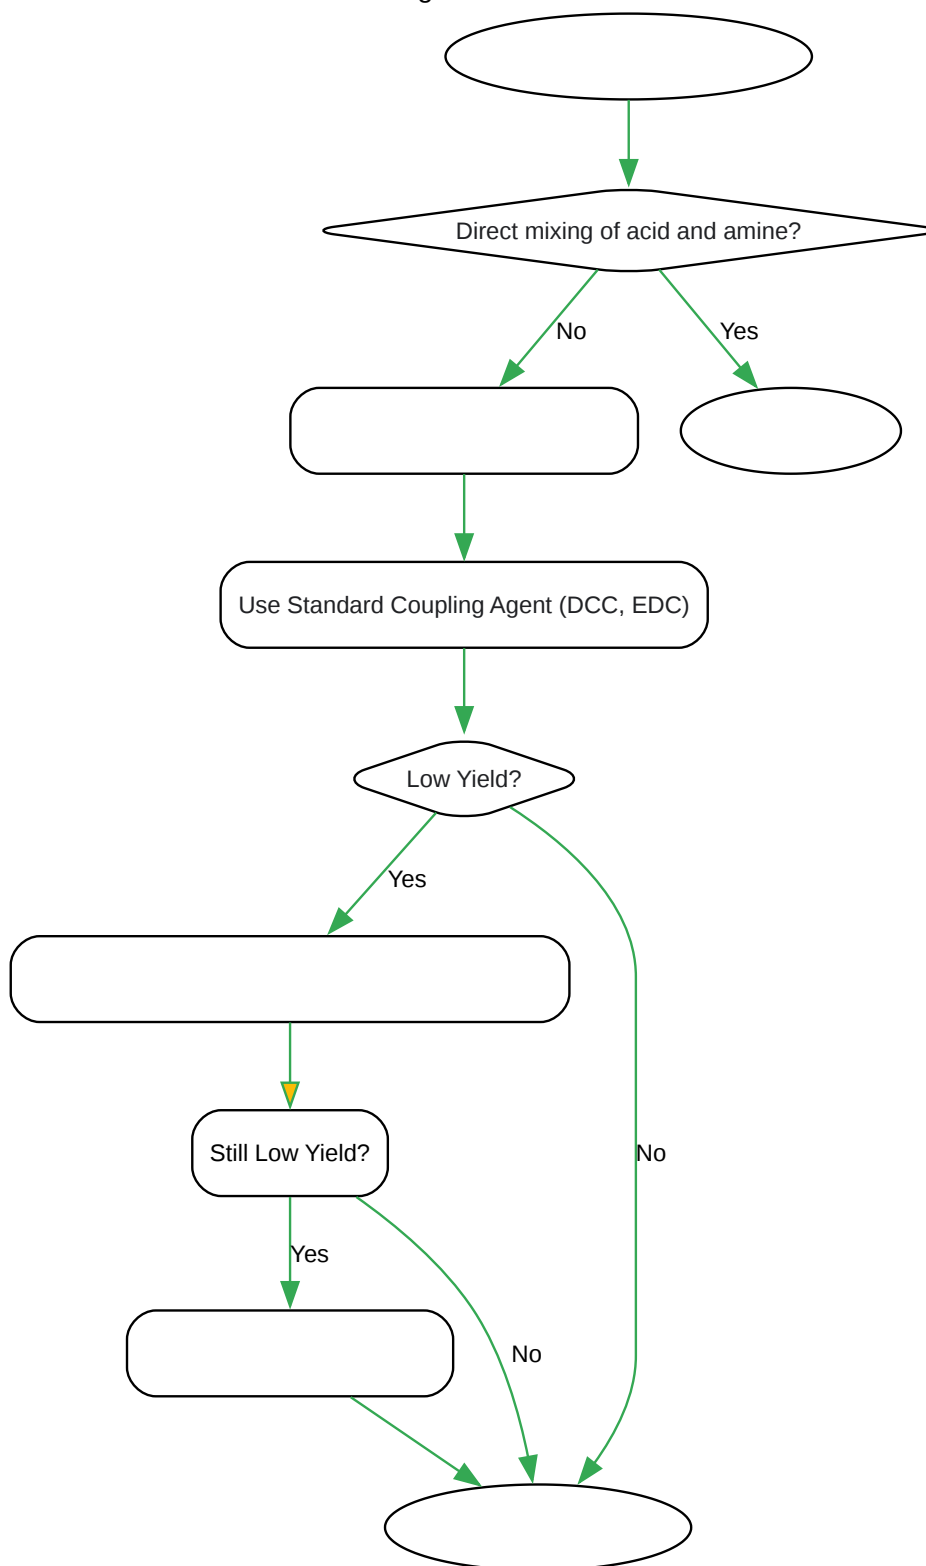 Direct mixing of acid and amine?
No
Yes
Use Standard Coupling Agent (DCC, EDC)
Low Yield?
Yes
Still Low Yield?
No
Yes
No